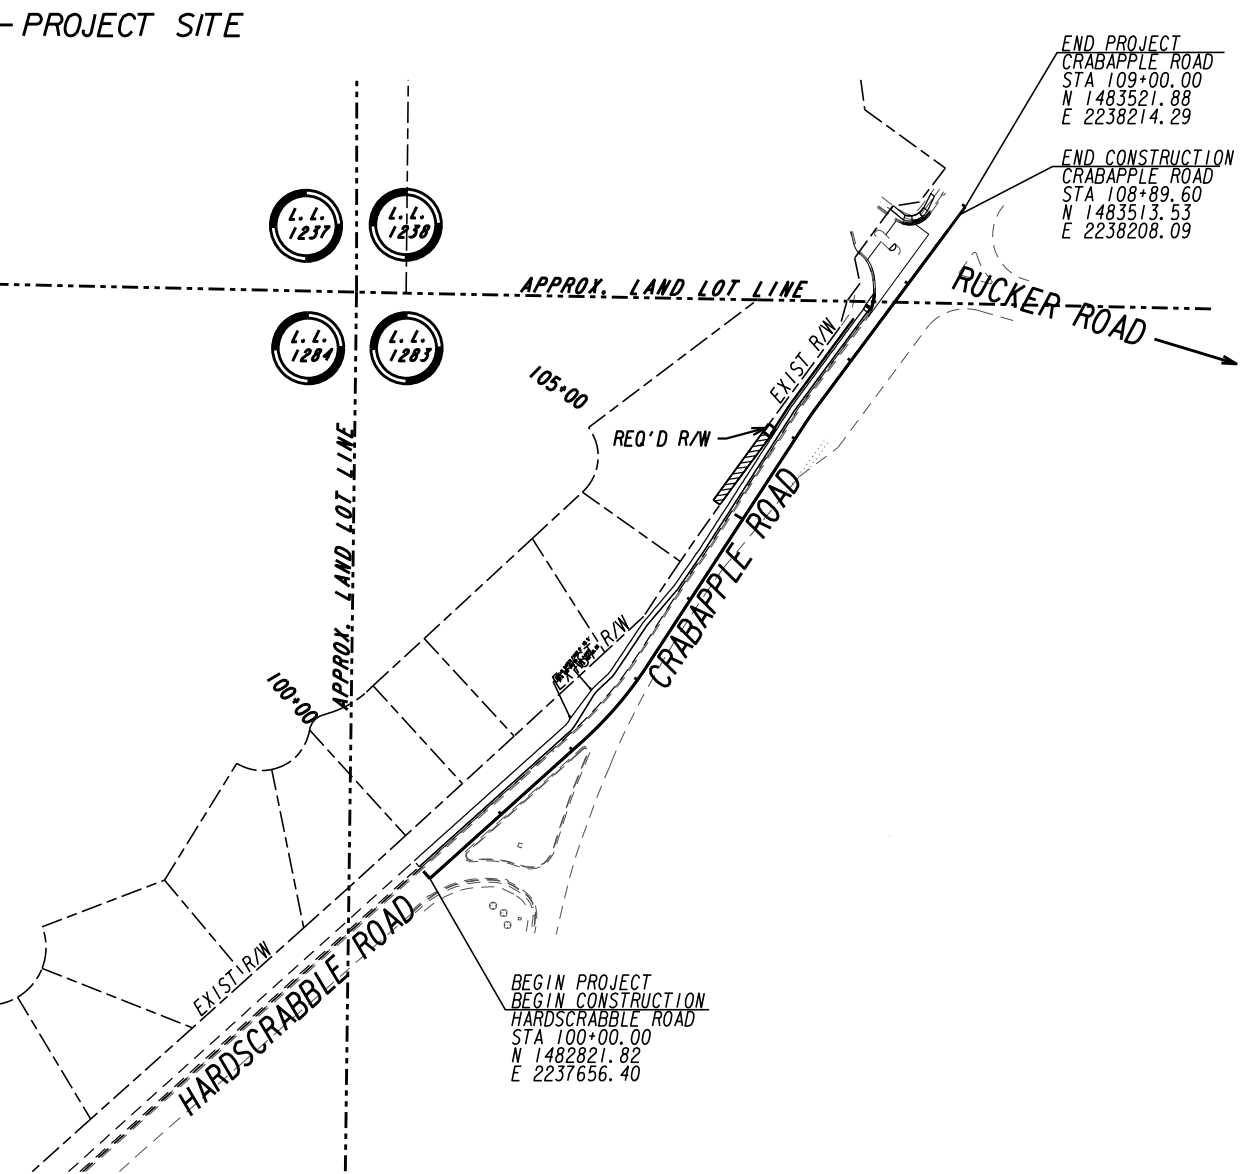 PROJECT SITE
END PROJECT
CRABAPPLE ROAD
STA 109+00.00
N 1483521.88
E 2238214.29
END CONSTRUCTION
CRABAPPLE ROAD
STA 108+89.60
N 1483513.53
E 2238208.09
L.L.
1237
L.L.
1238
APPROX. LAND LOT LINE
RUCKER ROAD
L.L.
1284
L.L.
1283
EXIST R/W
105+00
REQ'D R/W
APPROX. LAND LOT LINE
CRABAPPLE ROAD
EXIST R/W
100+00
HARDSCRABBLE ROAD
EXIST R/W
BEGIN PROJECT
BEGIN CONSTRUCTION
HARDSCRABBLE ROAD
STA 100+00.00
N 1482821.82
E 2237656.40